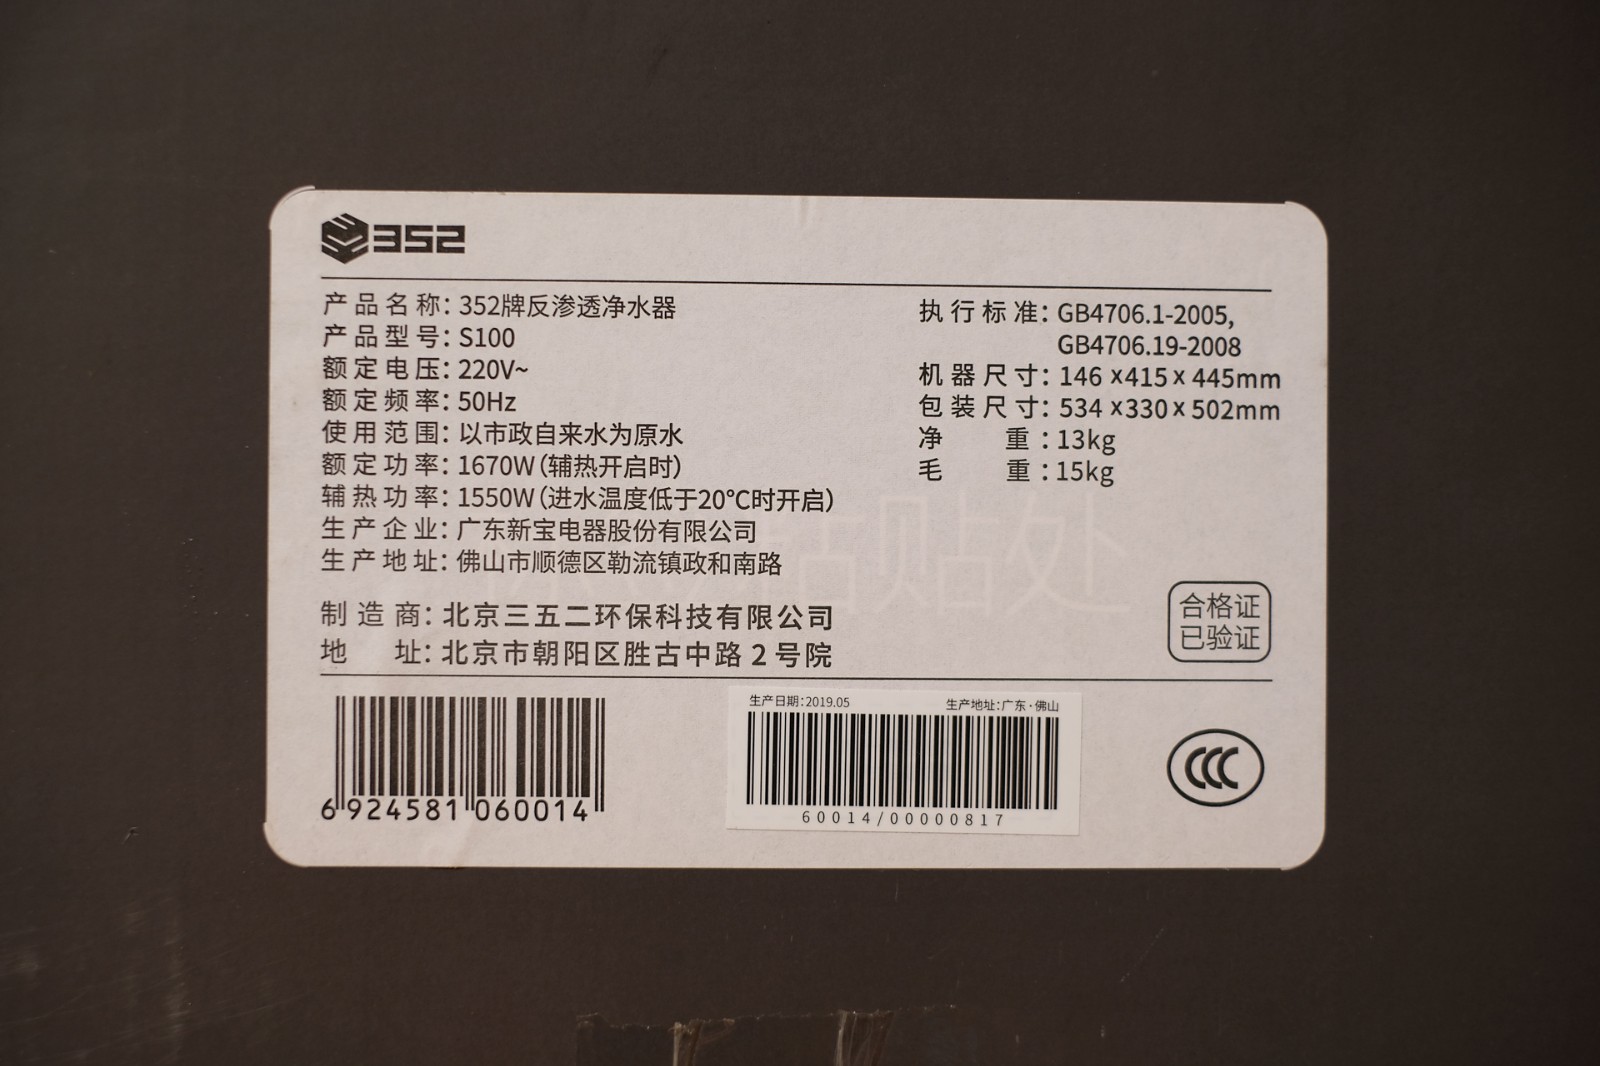 352
产品名称：352牌反渗透净水器
产品型号：S100
额定电压：220V~
额定频率：50Hz
使用范围：以市政自来水为原水
额定功率：1670W（辅热开启时）
辅热功率：1550W（进水温度低于20℃时开启）
生产企业：广东新宝电器股份有限公司
生产地址：佛山市顺德区勒流镇政和南路
制造商：北京三五二环保科技有限公司
地址：北京市朝阳区胜古中路 2 号院
执行标准：GB4706.1-2005,
GB4706.19-2008
机器尺寸：146 x415 x 445mm
包装尺寸：534 x330 x 502mm
净重：13kg
毛重：15kg
粘贴处
合格证
已验证
6 924581 060014
生产日期：2019.05
生产地址：广东·佛山
60014/00000817
CCC